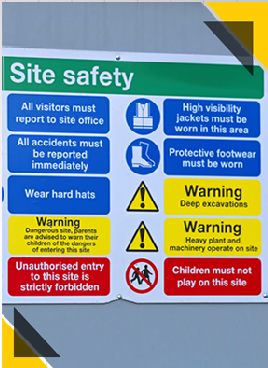 Site safety
All visitors must
report to site office
High visibility
jackets must be
worn in this area
All accidents must
be reported
immediately
Protective footwear
must be worn
Wear hard hats
Warning
Deep excavations
Warning
Dangerous site, parents
are advised to warn their
children of the dangers
of entering this site
Warning
Heavy plant and
machinery operate on site
Unauthorised entry
to this site is
strictly forbidden
Children must not
play on this site